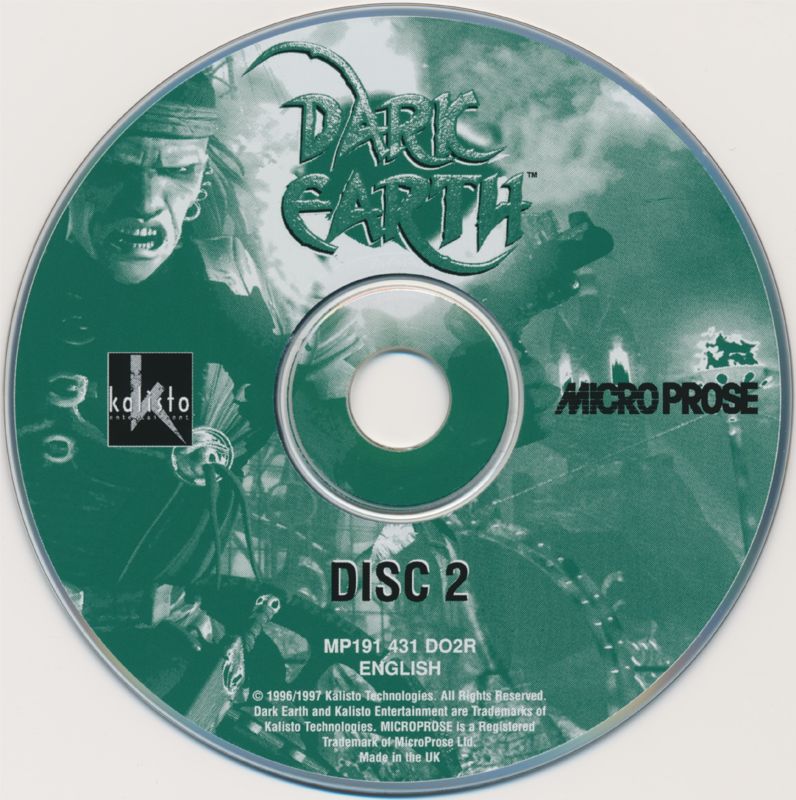 DARK
EARTH™
kalisto
entertainment
MICROPROSE
DISC 2
MP191 431 DO2R
ENGLISH
© 1996/1997 Kalisto Technologies. All Rights Reserved.
Dark Earth and Kalisto Entertainment are Trademarks of
Kalisto Technologies. MICROPROSE is a Registered
Trademark of MicroProse Ltd.
Made in the UK